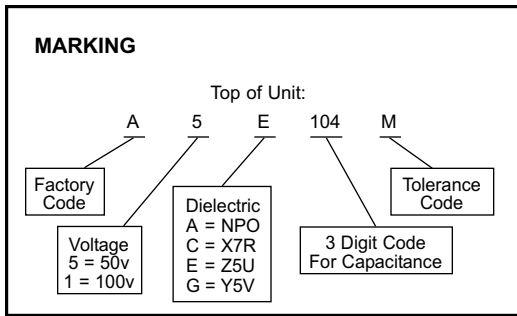 MARKING
Top of Unit:
A 5 E 104 M
Factory
Code
Voltage
5 = 50v
1 = 100v
Dielectric
A = NPO
C = X7R
E = Z5U
G = Y5V
3 Digit Code
For Capacitance
Tolerance
Code